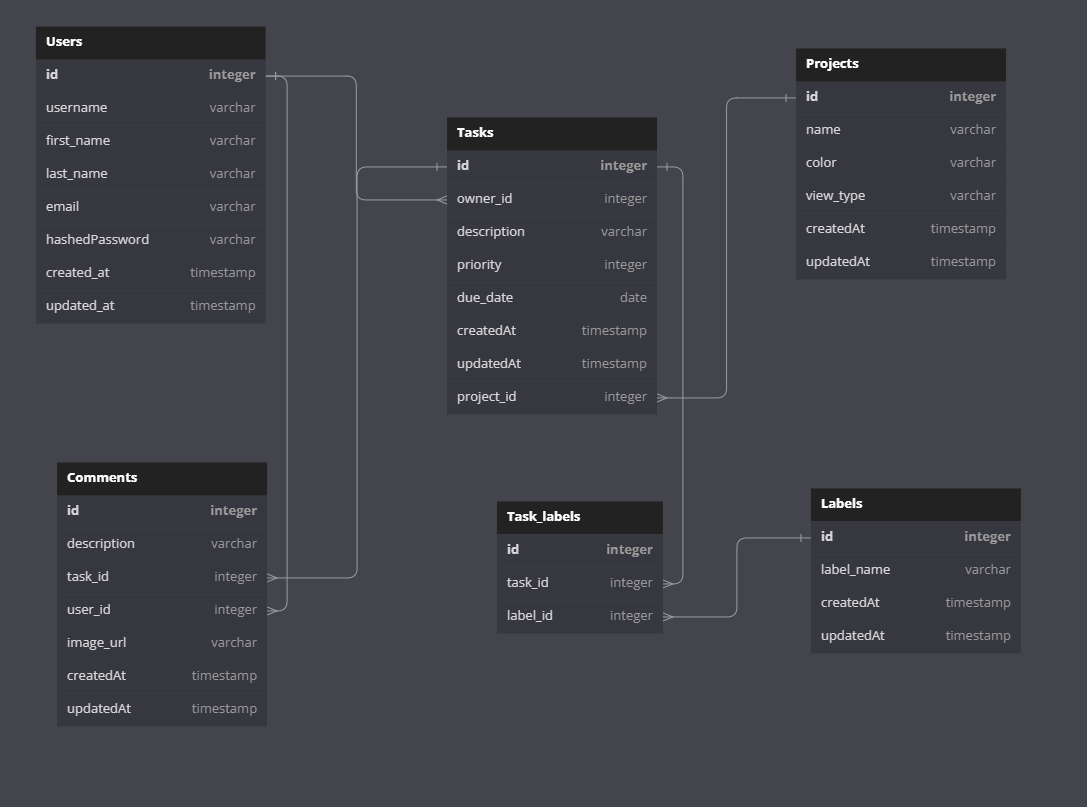 Users
id integer
username varchar
first_name varchar
last_name varchar
email varchar
hashedPassword varchar
created_at timestamp
updated_at timestamp
Tasks
id integer
owner_id integer
description varchar
priority integer
due_date date
createdAt timestamp
updatedAt timestamp
project_id integer
Projects
id integer
name varchar
color varchar
view_type varchar
createdAt timestamp
updatedAt timestamp
Comments
id integer
description varchar
task_id integer
user_id integer
image_url varchar
createdAt timestamp
updatedAt timestamp
Task_labels
id integer
task_id integer
label_id integer
Labels
id integer
label_name varchar
createdAt timestamp
updatedAt timestamp